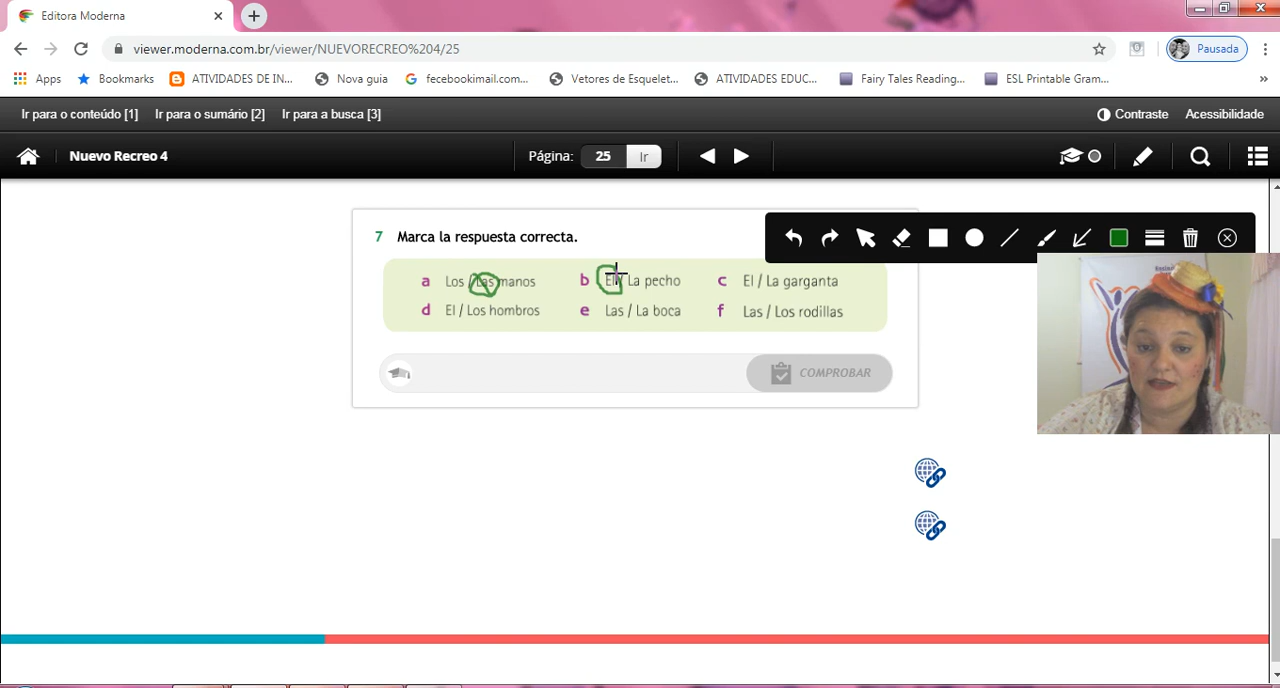 Editora Moderna
viewer.moderna.com.br/viewer/NUEVORECREO%204/25
Pausada
Apps Bookmarks ATIVIDADES DE IN... Nova guia fecebookimail.com... Vetores de Esquelet... ATIVIDADES EDUC... Fairy Tales Reading... ESL Printable Gram... »
Ir para o conteúdo [1] Ir para o sumário [2] Ir para a busca [3] Contraste Acessibilidade
Nuevo Recreo 4 Página: 25 Ir
7 Marca la respuesta correcta.
a Los / Las manos b El / La pecho c El / La garganta
d El / Los hombros e Las / La boca f Las / Los rodillas
COMPROBAR